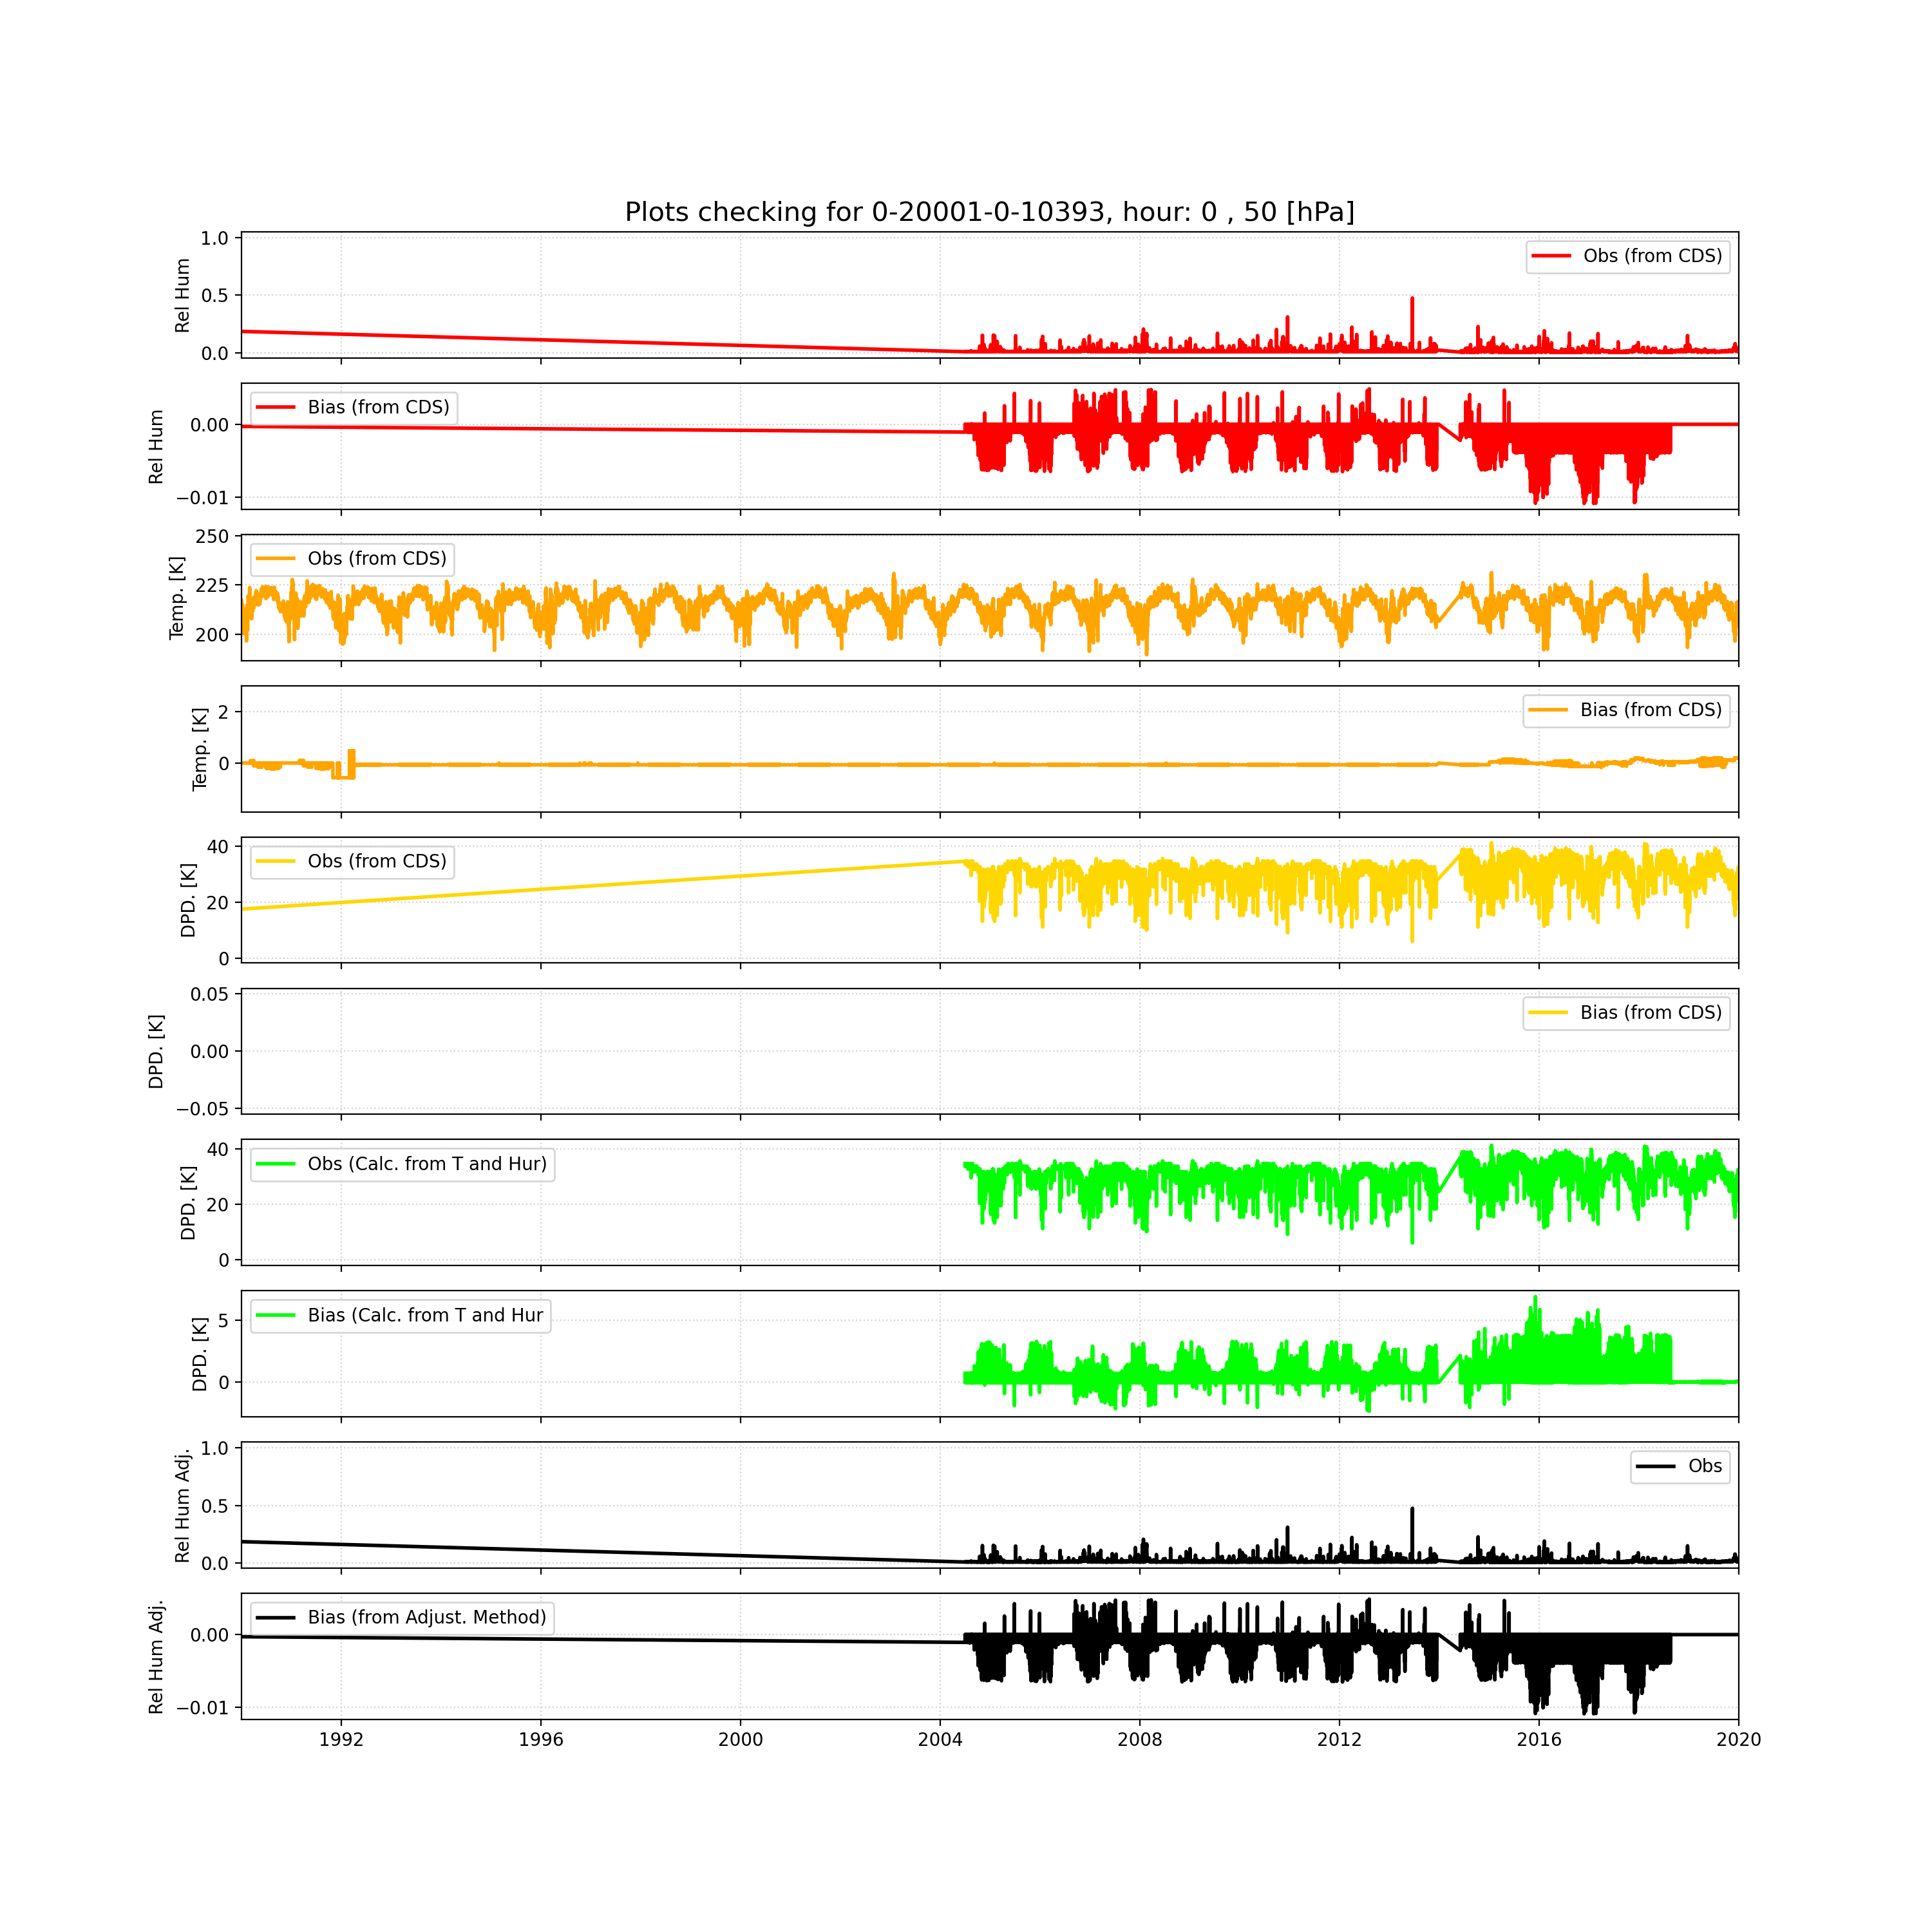 Plots checking for 0-20001-0-10393, hour: 0 , 50 [hPa]
1.0
0.5
0.0
Rel Hum
Obs (from CDS)
0.00
−0.01
Rel Hum
Bias (from CDS)
250
225
200
Temp. [K]
Obs (from CDS)
2
0
Temp. [K]
Bias (from CDS)
40
20
0
DPD. [K]
Obs (from CDS)
0.05
0.00
−0.05
DPD. [K]
Bias (from CDS)
40
20
0
DPD. [K]
Obs (Calc. from T and Hur)
5
0
DPD. [K]
Bias (Calc. from T and Hur
1.0
0.5
0.0
Rel Hum Adj.
Obs
0.00
−0.01
Rel Hum Adj.
Bias (from Adjust. Method)
1992 1996 2000 2004 2008 2012 2016 2020